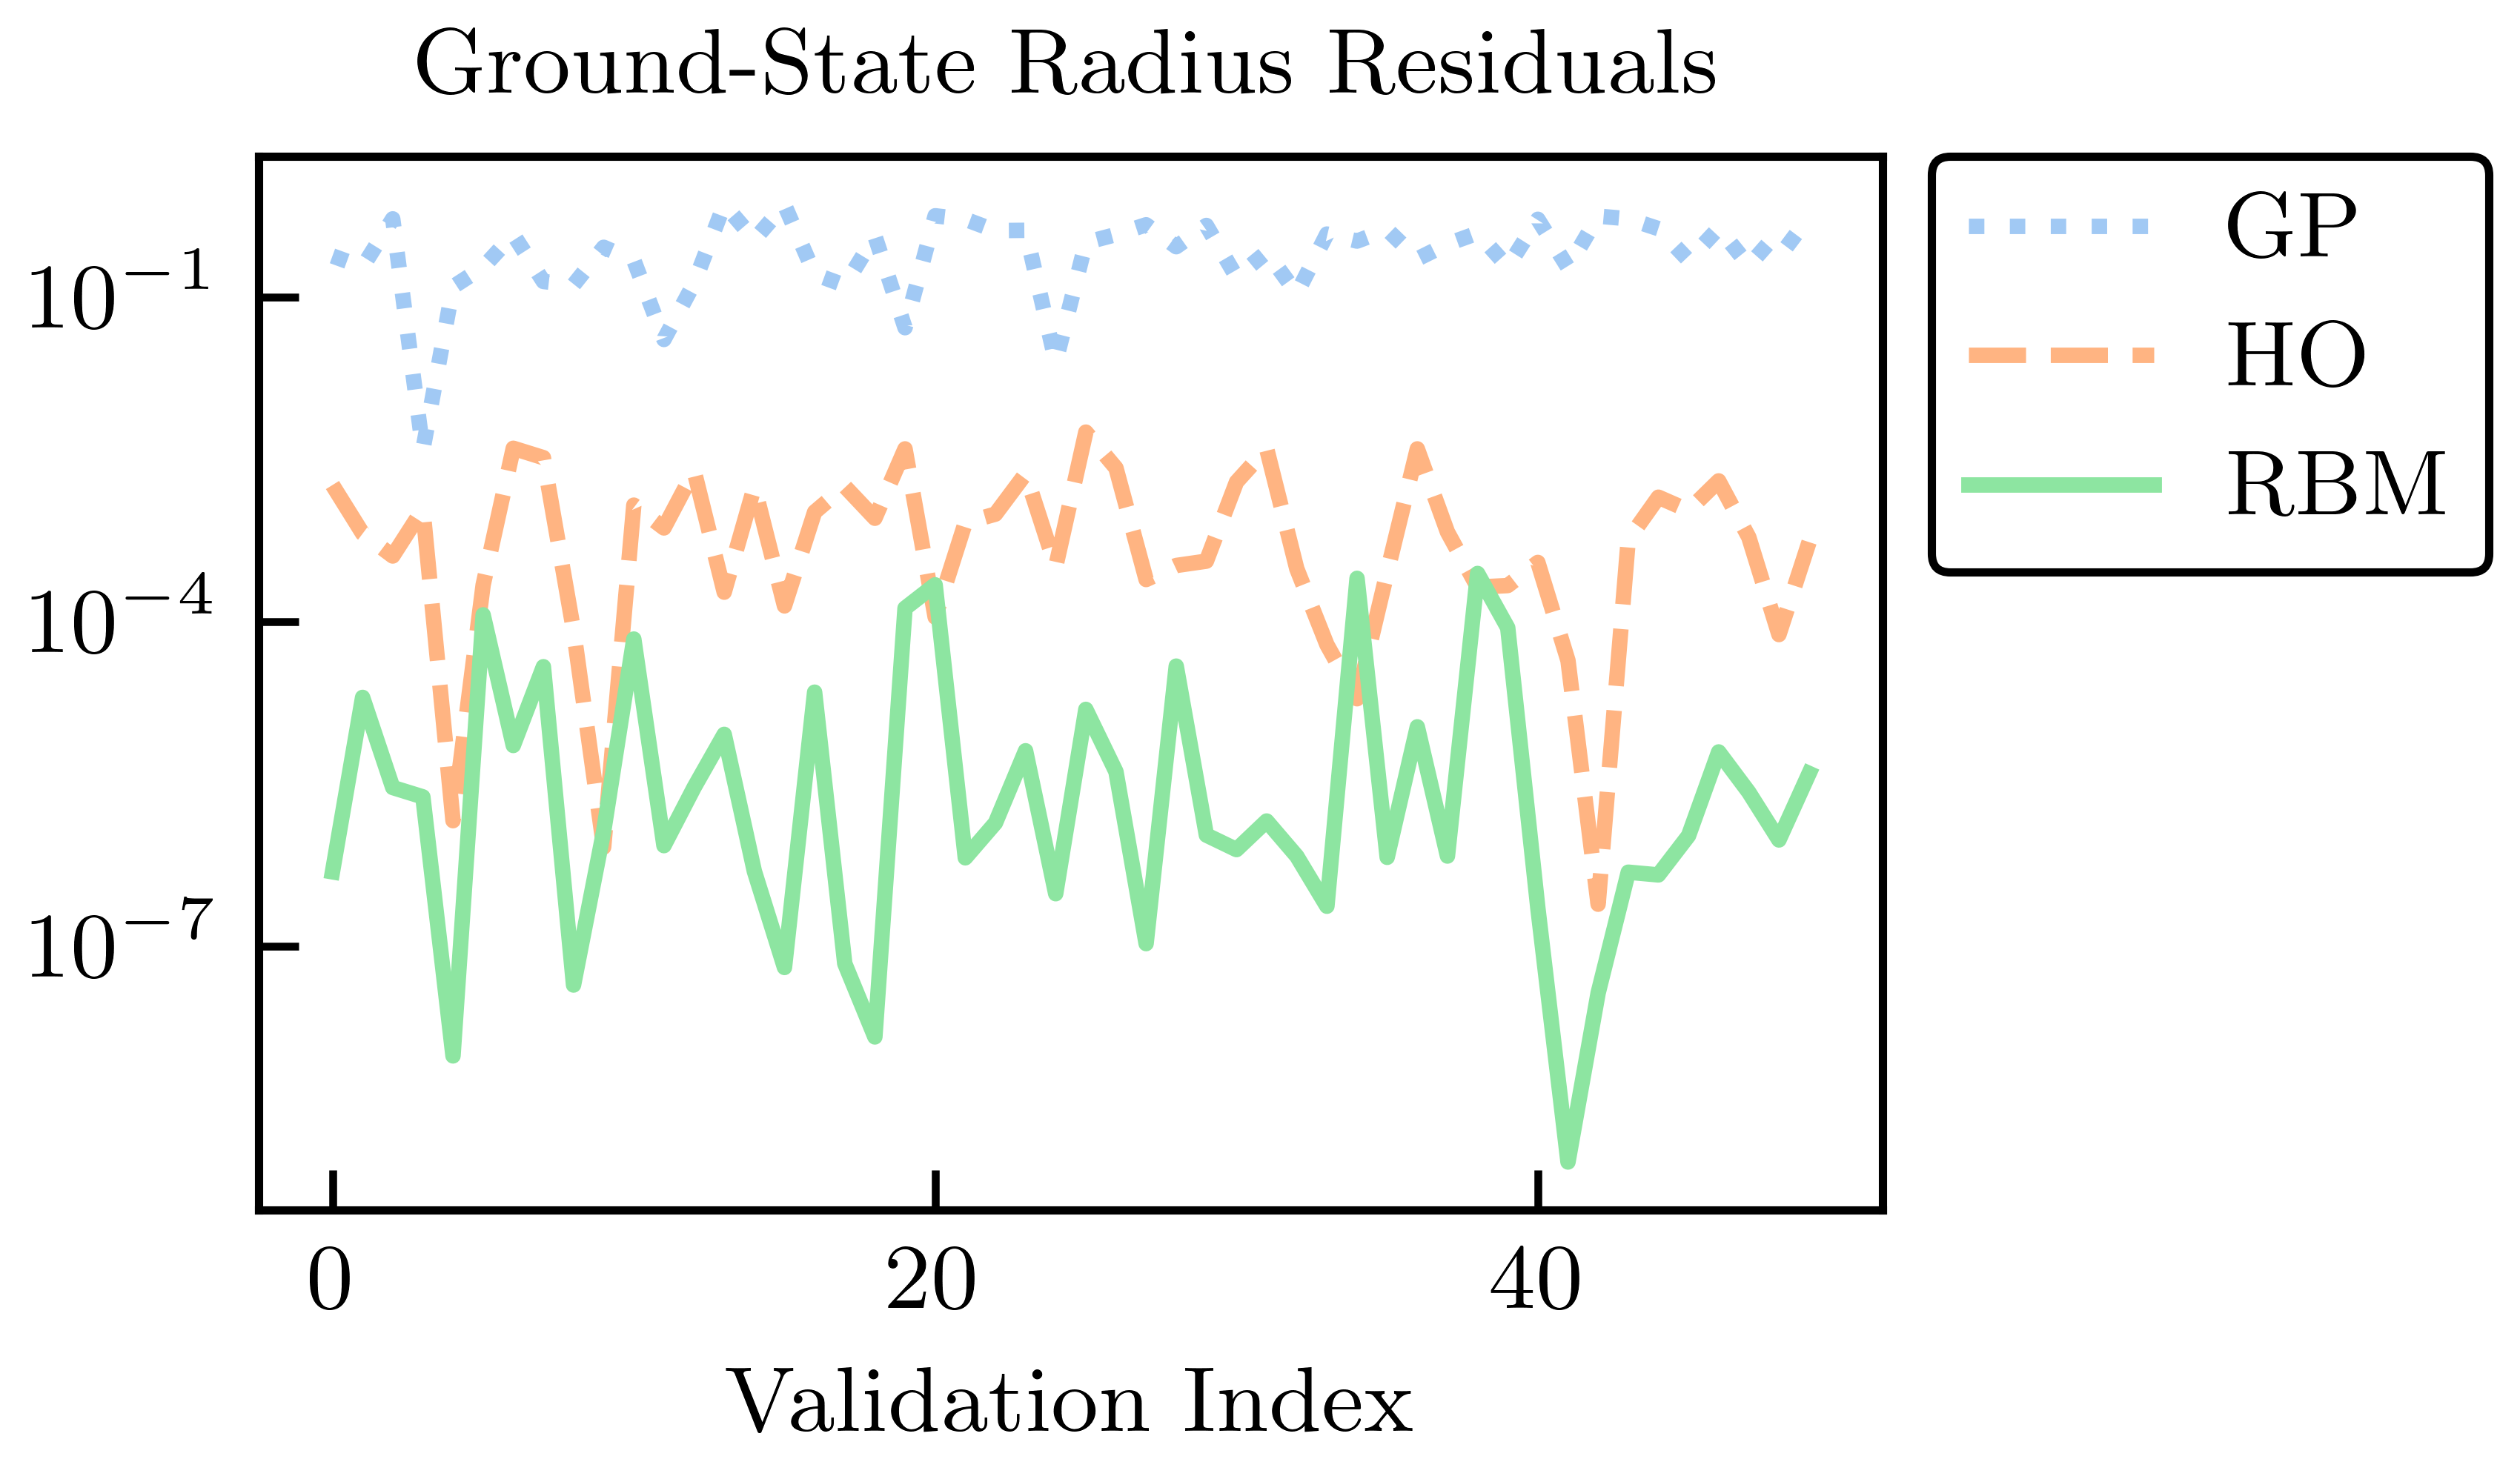 Ground-State Radius Residuals
10⁻¹
10⁻⁴
10⁻⁷
0 20 40
Validation Index
GP
HO
RBM